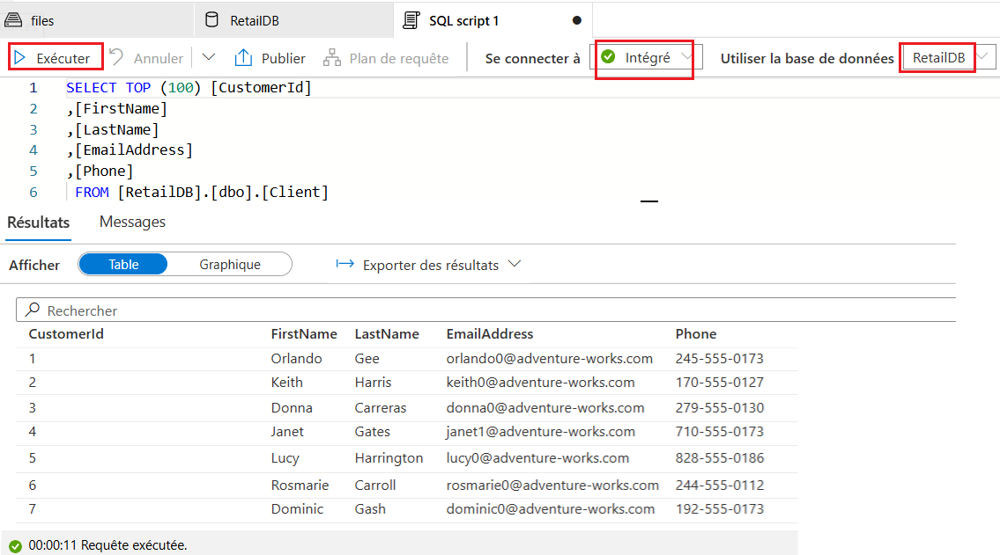 files RetailDB SQL script 1
Exécuter Annuler Publier Plan de requête Se connecter à Intégré Utiliser la base de données RetailDB
1 SELECT TOP (100) [CustomerId]
2 ,[FirstName]
3 ,[LastName]
4 ,[EmailAddress]
5 ,[Phone]
6 FROM [RetailDB].[dbo].[Client]
Résultats Messages
Afficher Table Graphique Exporter des résultats
Rechercher
CustomerId FirstName LastName EmailAddress Phone
1 Orlando Gee orlando0@adventure-works.com 245-555-0173
2 Keith Harris keith0@adventure-works.com 170-555-0127
3 Donna Carreras donna0@adventure-works.com 279-555-0130
4 Janet Gates janet1@adventure-works.com 710-555-0173
5 Lucy Harrington lucy0@adventure-works.com 828-555-0186
6 Rosmarie Carroll rosmarie0@adventure-works.com 244-555-0112
7 Dominic Gash dominic0@adventure-works.com 192-555-0173
00:00:11 Requête exécutée.